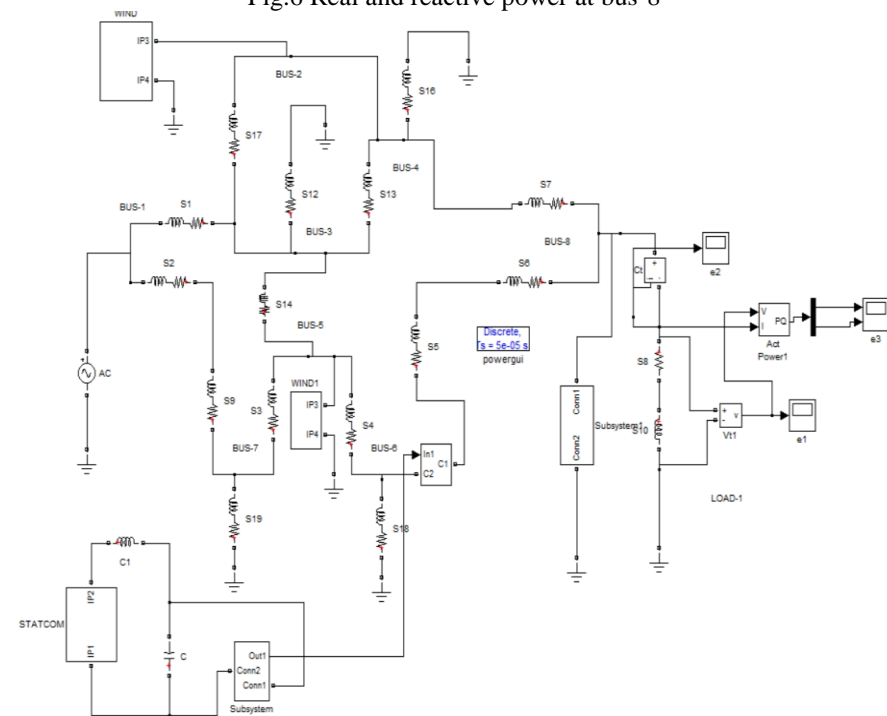 Fig.6 Real and reactive power at bus-8
WIND
IP3
IP4
BUS-2
S16
S17
S12
S13
BUS-4
S7
BUS-1
S1
BUS-3
BUS-8
S2
S6
Ct
e2
S14
BUS-5
S5
Discrete,
Ts = 5e-05 s
powergui
V
I
PQ
Act
Power1
e3
AC
S9
S3
WIND1
IP3
IP4
S4
S8
Conn1
Conn2
Subsystem1
S10
+
-
v
Vt1
e1
BUS-7
BUS-6
In1
C2
C1
LOAD-1
S19
S18
C1
IP2
IP1
STATCOM
C
Out1
Conn2
Conn1
Subsystem